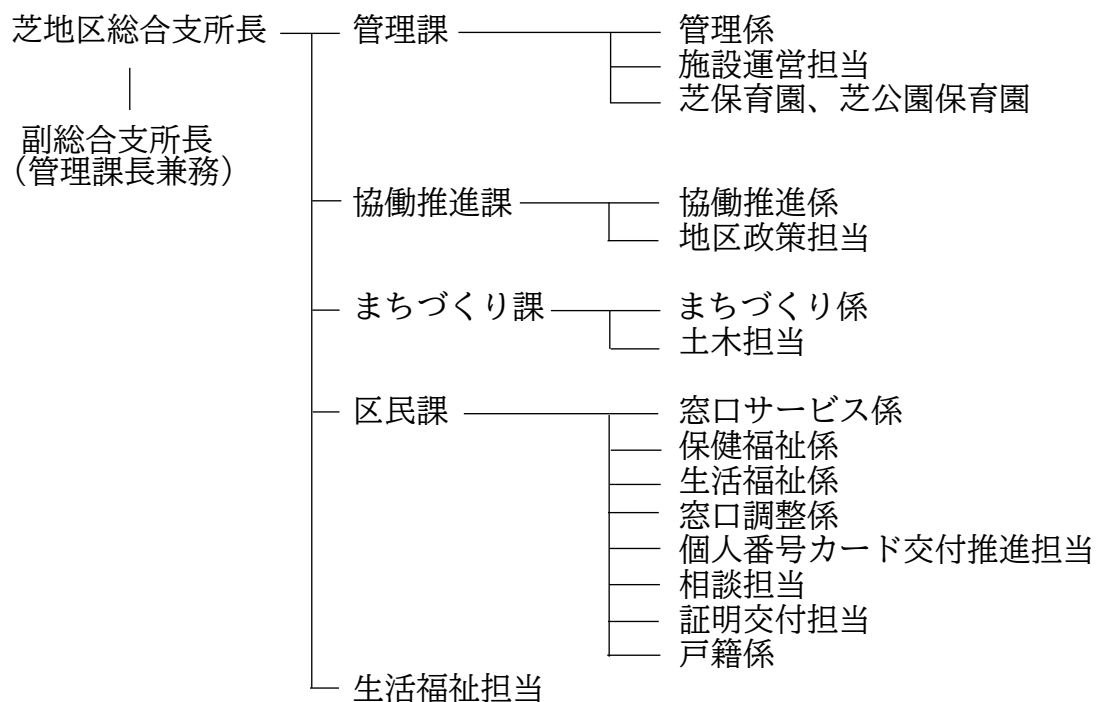 芝地区総合支所長
副総合支所長
（管理課長兼務）
管理課
管理係
施設運営担当
芝保育園、芝公園保育園
協働推進課
協働推進係
地区政策担当
まちづくり課
まちづくり係
土木担当
区民課
窓口サービス係
保健福祉係
生活福祉係
窓口調整係
個人番号カード交付推進担当
相談担当
証明交付担当
戸籍係
生活福祉担当